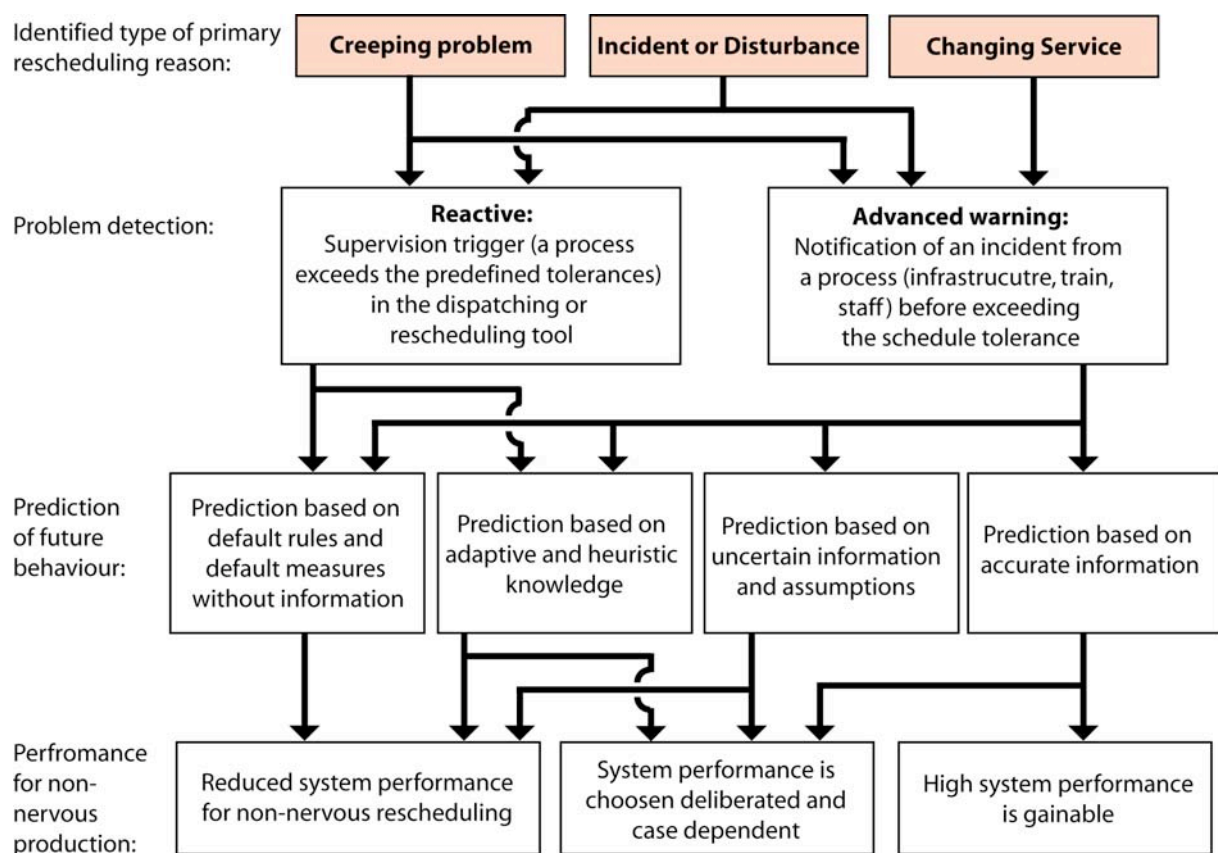 Identified type of primary
rescheduling reason:
Creeping problem
Incident or Disturbance
Changing Service
Problem detection:
Reactive:
Supervision trigger (a process
exceeds the predefined tolerances)
in the dispatching or
rescheduling tool
Advanced warning:
Notification of an incident from
a process (infrastrucutre, train,
staff) before exceeding
the schedule tolerance
Prediction
of future
behaviour:
Prediction based on
default rules and
default measures
without information
Prediction based on
adaptive and heuristic
knowledge
Prediction based on
uncertain information
and assumptions
Prediction based on
accurate information
Perfromance
for non-
nervous
production:
Reduced system performance
for non-nervous rescheduling
System performance is
choosen deliberated and
case dependent
High system performance
is gainable